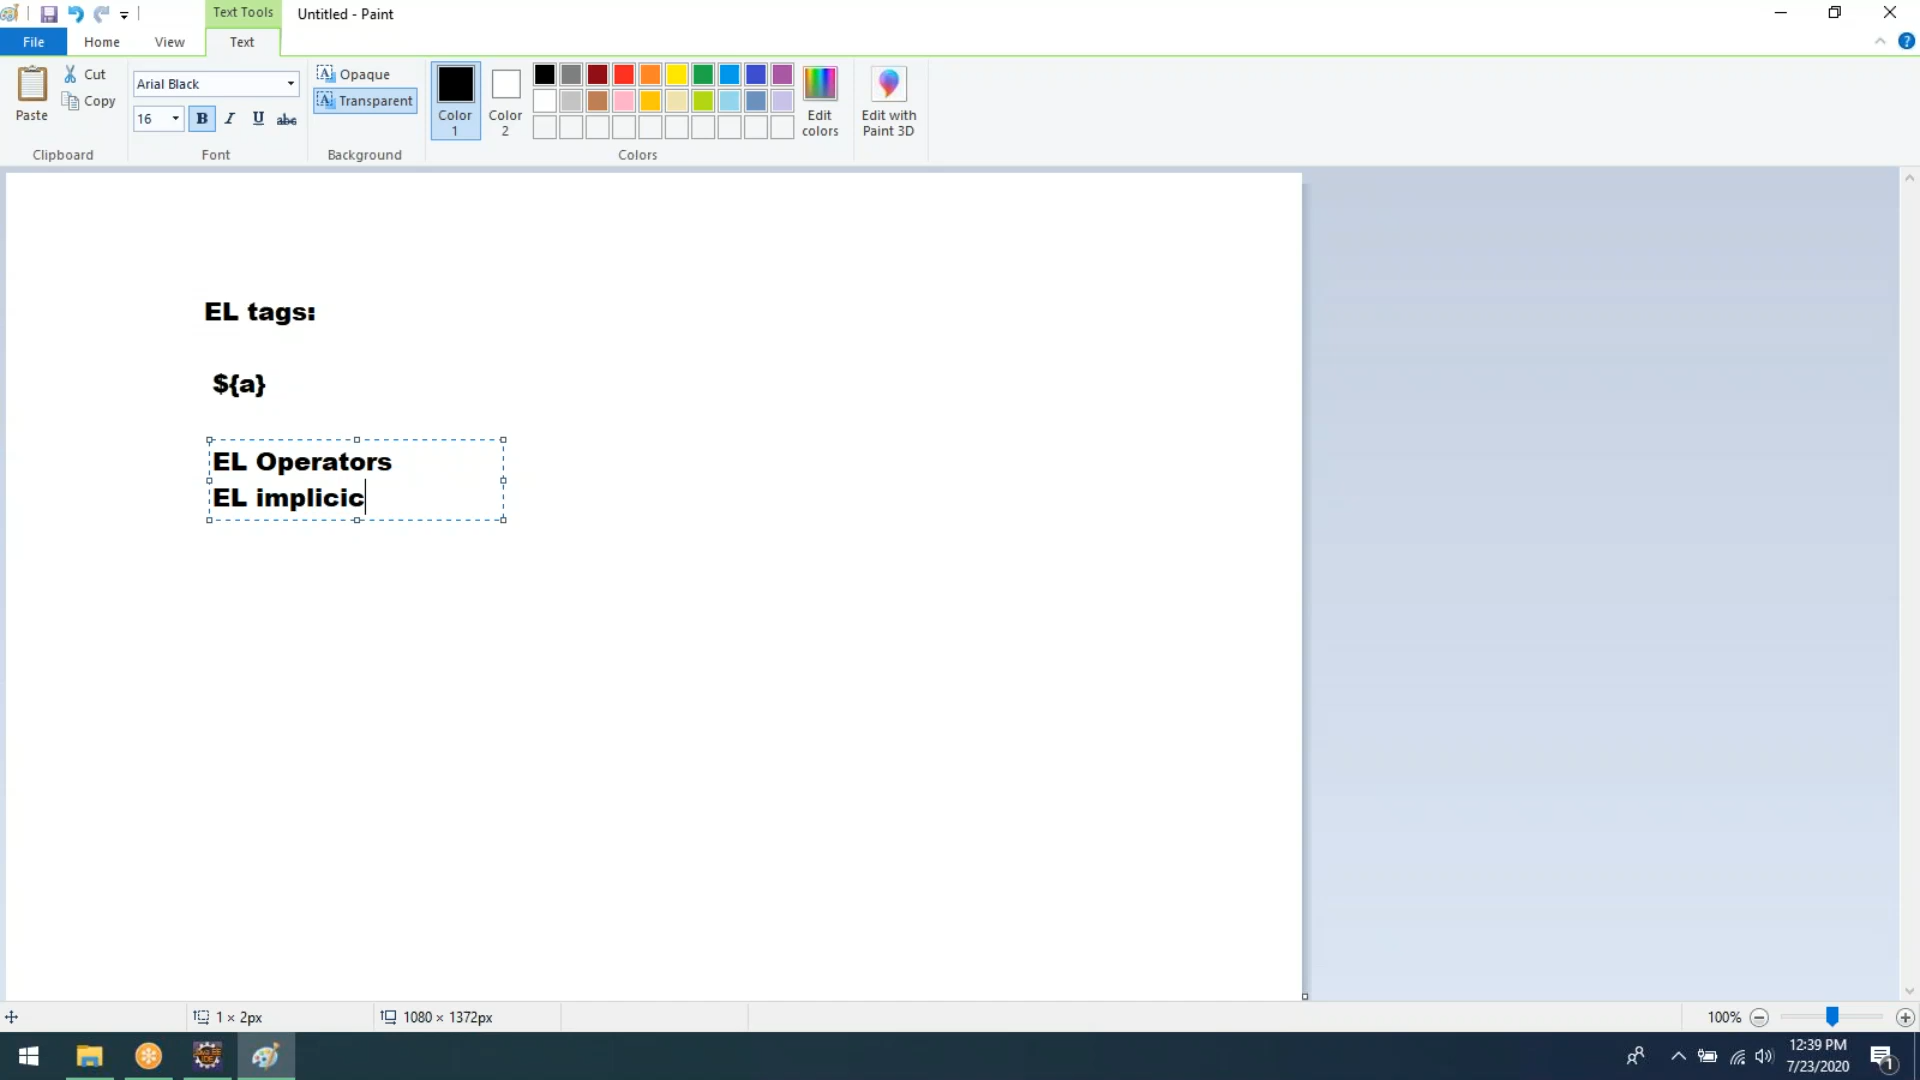 Text Tools
Untitled - Paint
File
Home
View
Text
Paste
Cut
Copy
Clipboard
Arial Black
16
B
I
U
abc
Font
Opaque
Transparent
Background
Color
1
Color
2
Edit
colors
Colors
Edit with
Paint 3D
EL tags:
${a}
EL Operators
EL implicic
1 × 2px
1080 × 1372px
100%
12:39 PM
7/23/2020
1